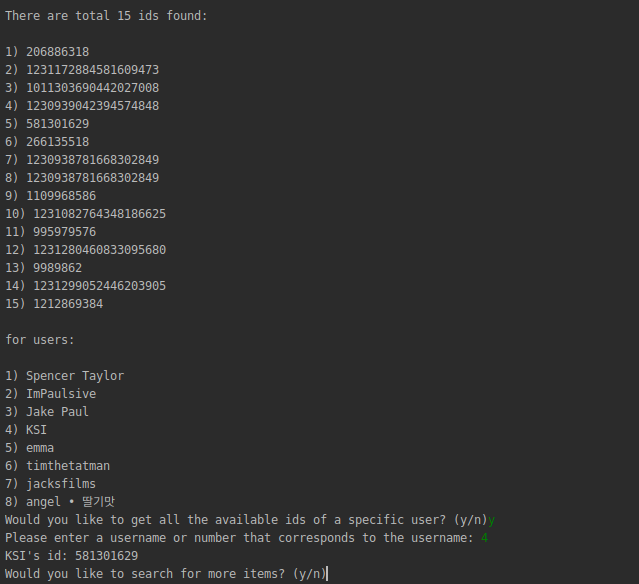 There are total 15 ids found:
1) 206886318
2) 1231172884581609473
3) 1011303690442027008
4) 1230939042394574848
5) 581301629
6) 266135518
7) 1230938781668302849
8) 1230938781668302849
9) 1109968586
10) 1231082764348186625
11) 995979576
12) 1231280460833095680
13) 9989862
14) 1231299052446203905
15) 1212869384
for users:
1) Spencer Taylor
2) ImPaulsive
3) Jake Paul
4) KSI
5) emma
6) timthetatman
7) jacksfilms
8) angel • 딸기맛
Would you like to get all the available ids of a specific user? (y/n)y
Please enter a username or number that corresponds to the username: 4
KSI's id: 581301629
Would you like to search for more items? (y/n)